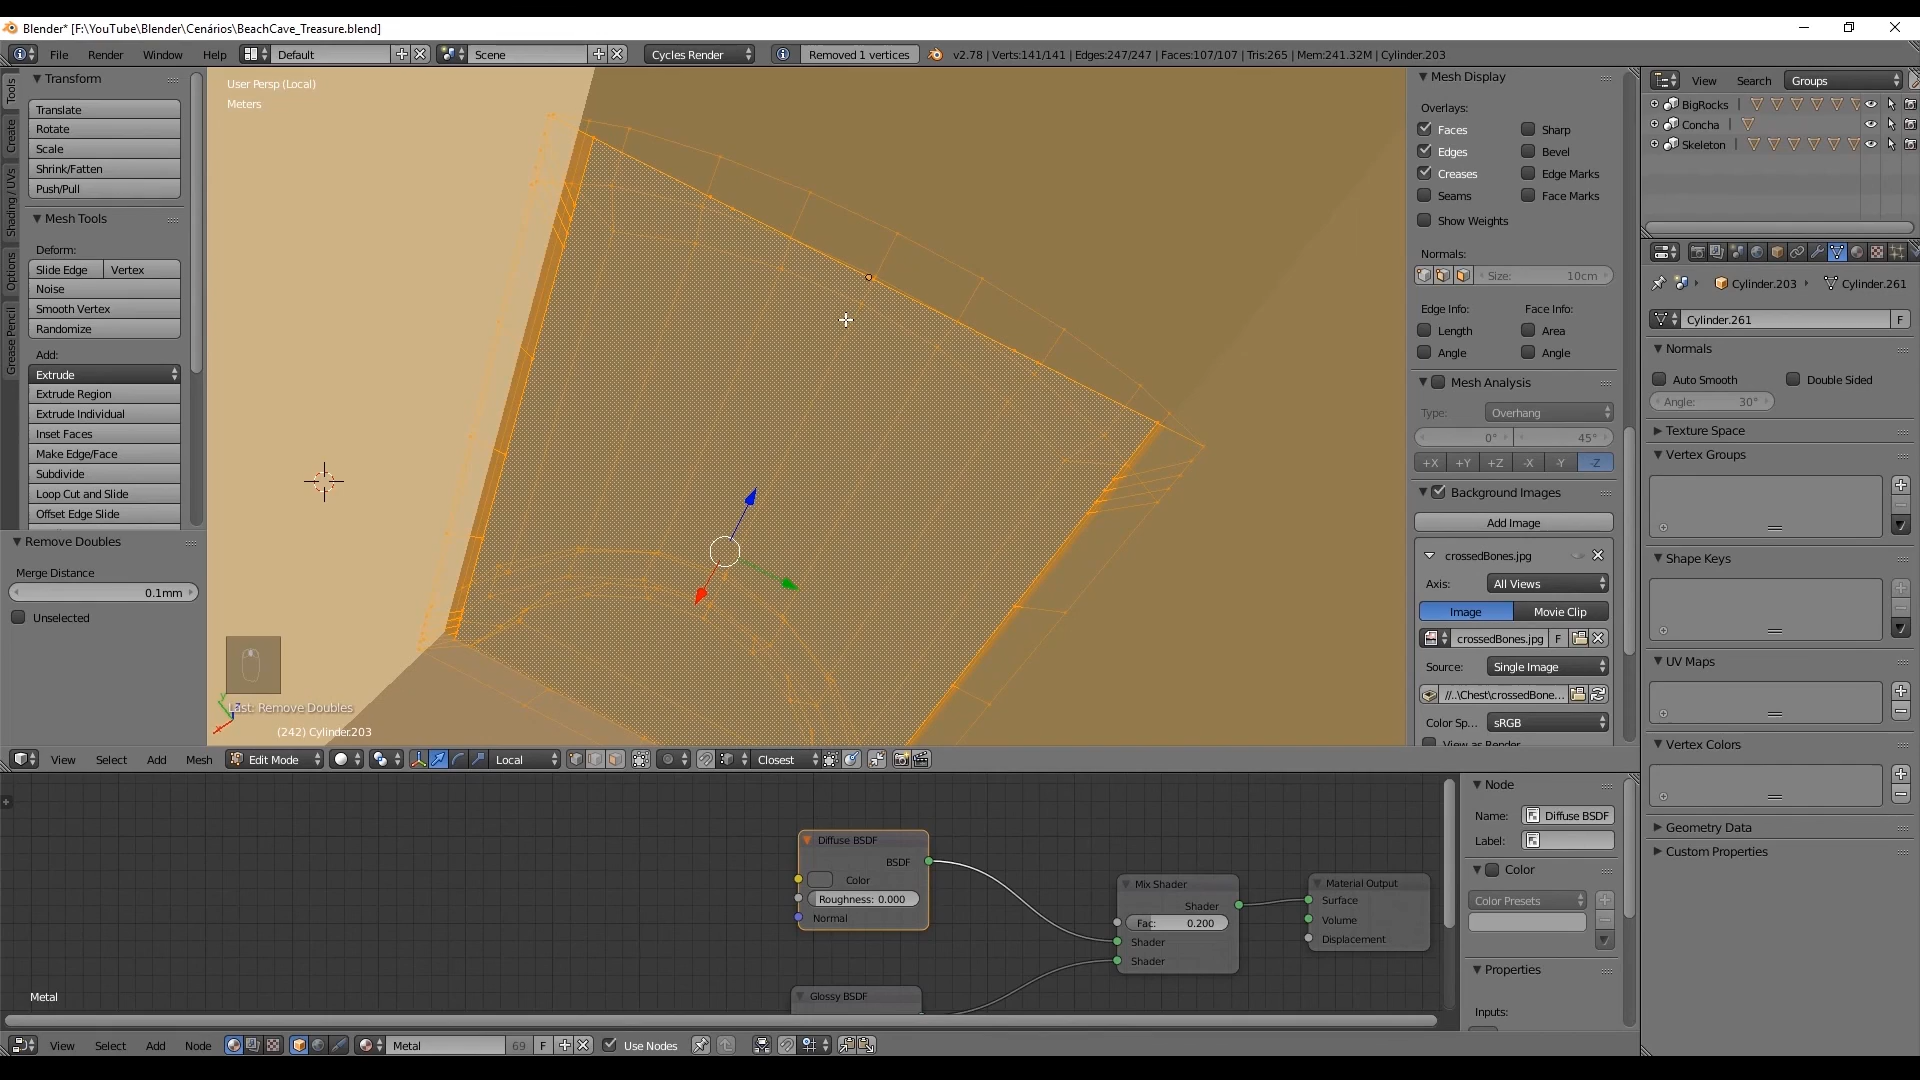 Blender* [F:\YouTube\Blender\Cenários\BeachCave_Treasure.blend]
File Render Window Help Default Scene Cycles Render Removed 1 vertices v2.78 | Verts:141/141 | Edges:247/247 | Faces:107/107 | Tris:265 | Mem:241.32M | Cylinder.203
Tools
Create
Shading / UVs
Options
Grease Pencil
Transform
Translate
Rotate
Scale
Shrink/Fatten
Push/Pull
Mesh Tools
Deform:
Slide Edge Vertex
Noise
Smooth Vertex
Randomize
Add:
Extrude
Extrude Region
Extrude Individual
Inset Faces
Make Edge/Face
Subdivide
Loop Cut and Slide
Offset Edge Slide
Remove Doubles
Merge Distance
0.1mm
Unselected
User Persp (Local)
Meters
Last: Remove Doubles
(242) Cylinder.203
View Select Add Mesh Edit Mode Local Closest
Mesh Display
Overlays:
Faces Sharp
Edges Bevel
Creases Edge Marks
Seams Face Marks
Show Weights
Normals:
Size: 10cm
Edge Info: Face Info:
Length Area
Angle Angle
Mesh Analysis
Type: Overhang
0° 45°
+X +Y +Z -X -Y -Z
Background Images
Add Image
crossedBones.jpg
Axis: All Views
Image Movie Clip
crossedBones.jpg F
Source: Single Image
//..\Chest\crossedBone...
Color Sp... sRGB
View as Render
View Search Groups
BigRocks
Concha
Skeleton
Cylinder.203 Cylinder.261
Cylinder.261 F
Normals
Auto Smooth Double Sided
Angle: 30°
Texture Space
Vertex Groups
Shape Keys
UV Maps
Vertex Colors
Geometry Data
Custom Properties
Diffuse BSDF
BSDF
Color
Roughness: 0.000
Normal
Glossy BSDF
Mix Shader
Shader
Fac: 0.200
Shader
Shader
Material Output
Surface
Volume
Displacement
Metal
Node
Name: Diffuse BSDF
Label:
Color
Color Presets
Properties
Inputs:
View Select Add Node Metal 69 F Use Nodes